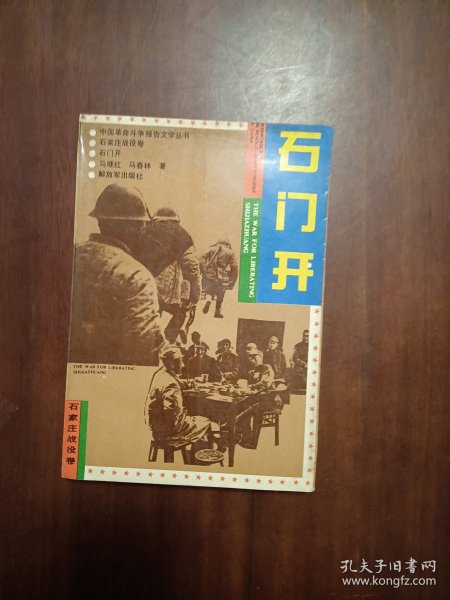 中国革命斗争报告文学丛书
石家庄战役卷
石门开
马继红 马春林 著
解放军出版社
石门开
THE WAR FOR LIBERATING
SHIJIAZHUANG
THE WAR FOR LIBERATING
SHIJIAZHUANG
石家庄战役卷
孔夫子旧书网
www.kongfz.com